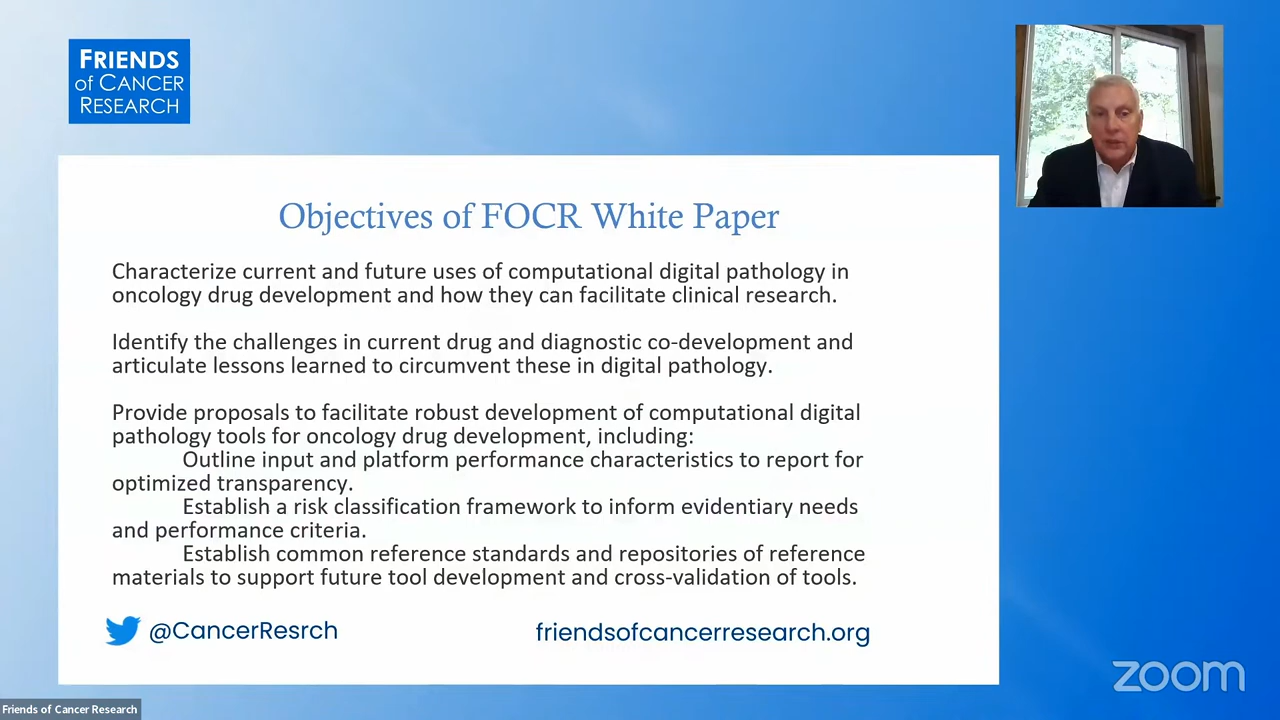 FRIENDS
of CANCER
RESEARCH
Objectives of FOCR White Paper
Characterize current and future uses of computational digital pathology in
oncology drug development and how they can facilitate clinical research.
Identify the challenges in current drug and diagnostic co-development and
articulate lessons learned to circumvent these in digital pathology.
Provide proposals to facilitate robust development of computational digital
pathology tools for oncology drug development, including:
Outline input and platform performance characteristics to report for
optimized transparency.
Establish a risk classification framework to inform evidentiary needs
and performance criteria.
Establish common reference standards and repositories of reference
materials to support future tool development and cross-validation of tools.
@CancerResrch
friendsofcancerresearch.org
zoom
Friends of Cancer Research